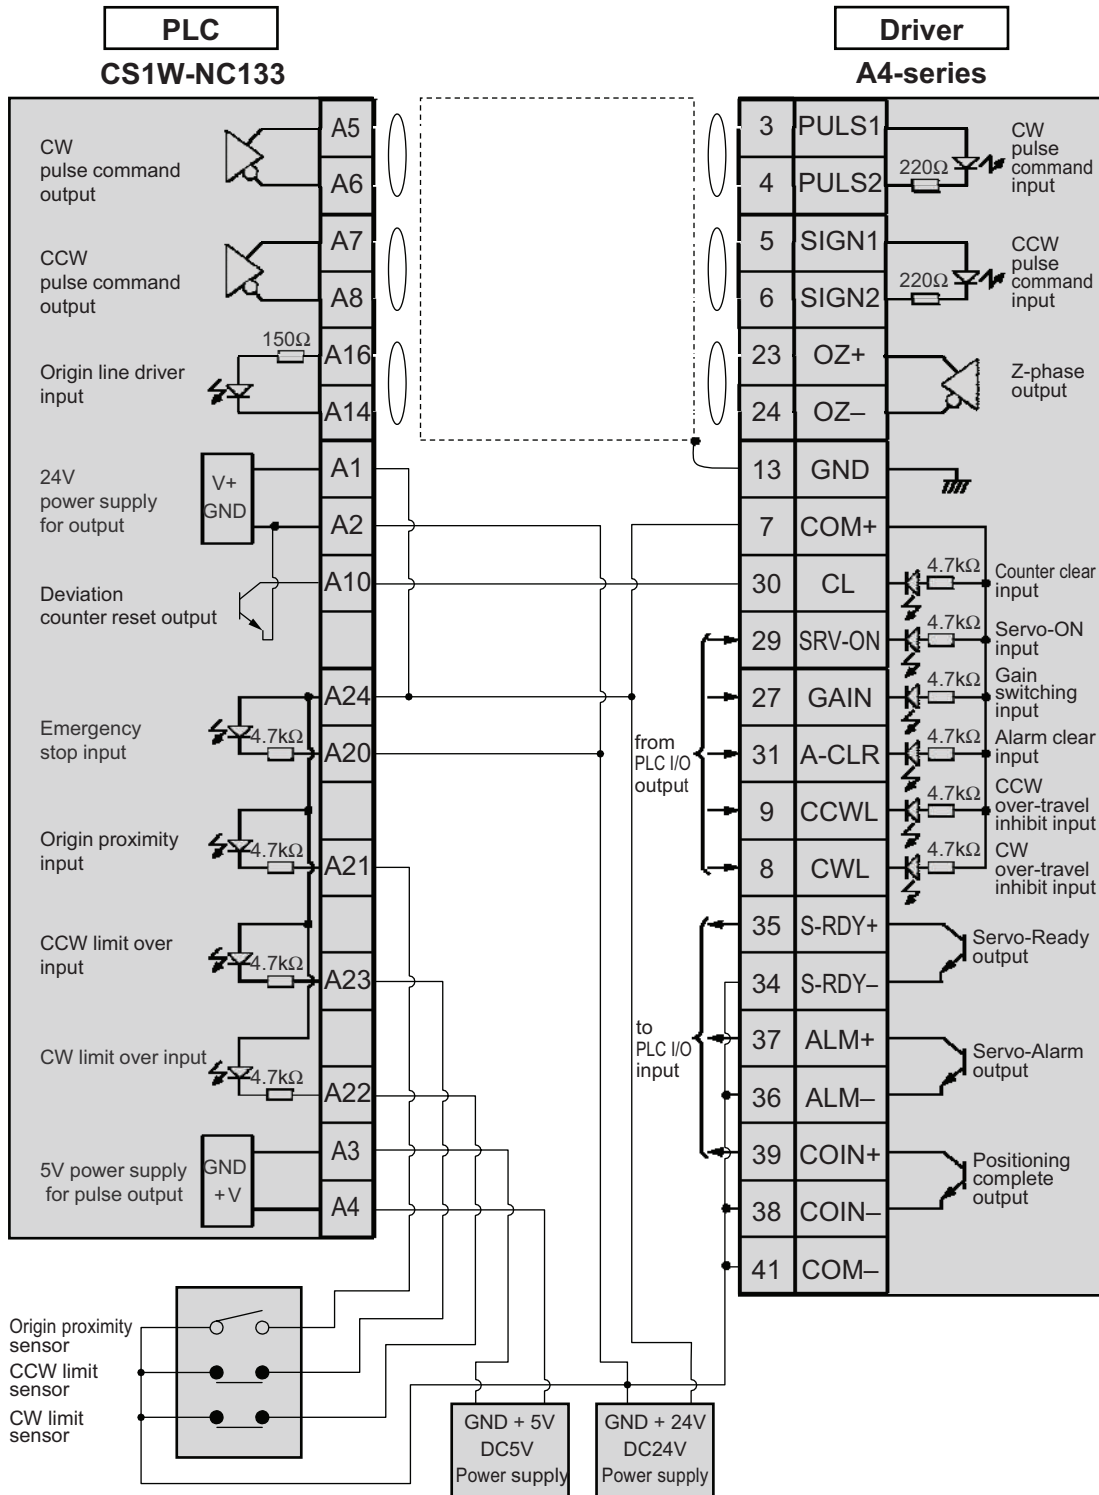 PLC
Driver
CS1W-NC133
A4-series
CW
pulse command
output
A5
A6
CCW
pulse command
output
A7
A8
150Ω
Origin line driver
input
A16
A14
24V
power supply
for output
V+
GND
A1
A2
Deviation
counter reset output
A10
A24
Emergency
stop input
4.7kΩ
A20
Origin proximity
input
4.7kΩ
A21
CCW limit over
input
4.7kΩ
A23
CW limit over input
4.7kΩ
A22
5V power supply
for pulse output
GND
+V
A3
A4
3 PULS1
4 PULS2
220Ω
CW
pulse
command
input
5 SIGN1
6 SIGN2
220Ω
CCW
pulse
command
input
23 OZ+
24 OZ–
Z-phase
output
13 GND
7 COM+
30 CL
4.7kΩ
Counter clear
input
29 SRV-ON
4.7kΩ
Servo-ON
input
27 GAIN
4.7kΩ
Gain
switching
input
from
PLC I/O
output
31 A-CLR
4.7kΩ
Alarm clear
input
9 CCWL
4.7kΩ
CCW
over-travel
inhibit input
8 CWL
4.7kΩ
CW
over-travel
inhibit input
35 S-RDY+
34 S-RDY–
Servo-Ready
output
to
PLC I/O
input
37 ALM+
36 ALM–
Servo-Alarm
output
39 COIN+
38 COIN–
Positioning
complete
output
41 COM–
Origin proximity
sensor
CCW limit
sensor
CW limit
sensor
GND + 5V
DC5V
Power supply
GND + 24V
DC24V
Power supply